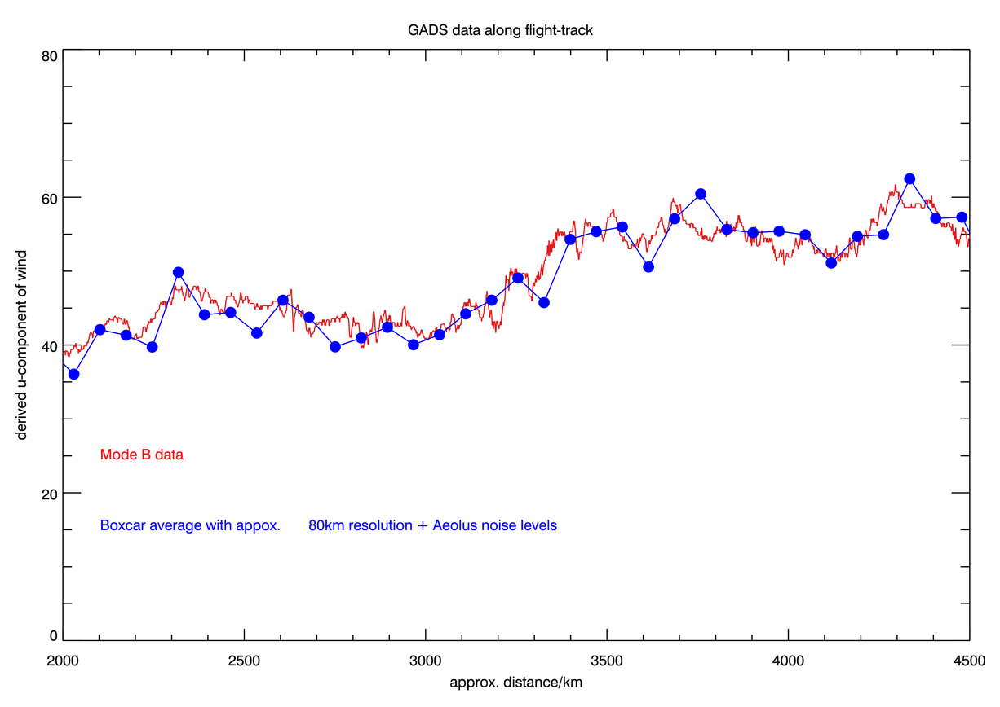 GADS data along flight-track
80
60
40
20
0
derived u-component of wind
Mode B data
Boxcar average with appox. 80km resolution + Aeolus noise levels
2000 2500 3000 3500 4000 4500
approx. distance/km